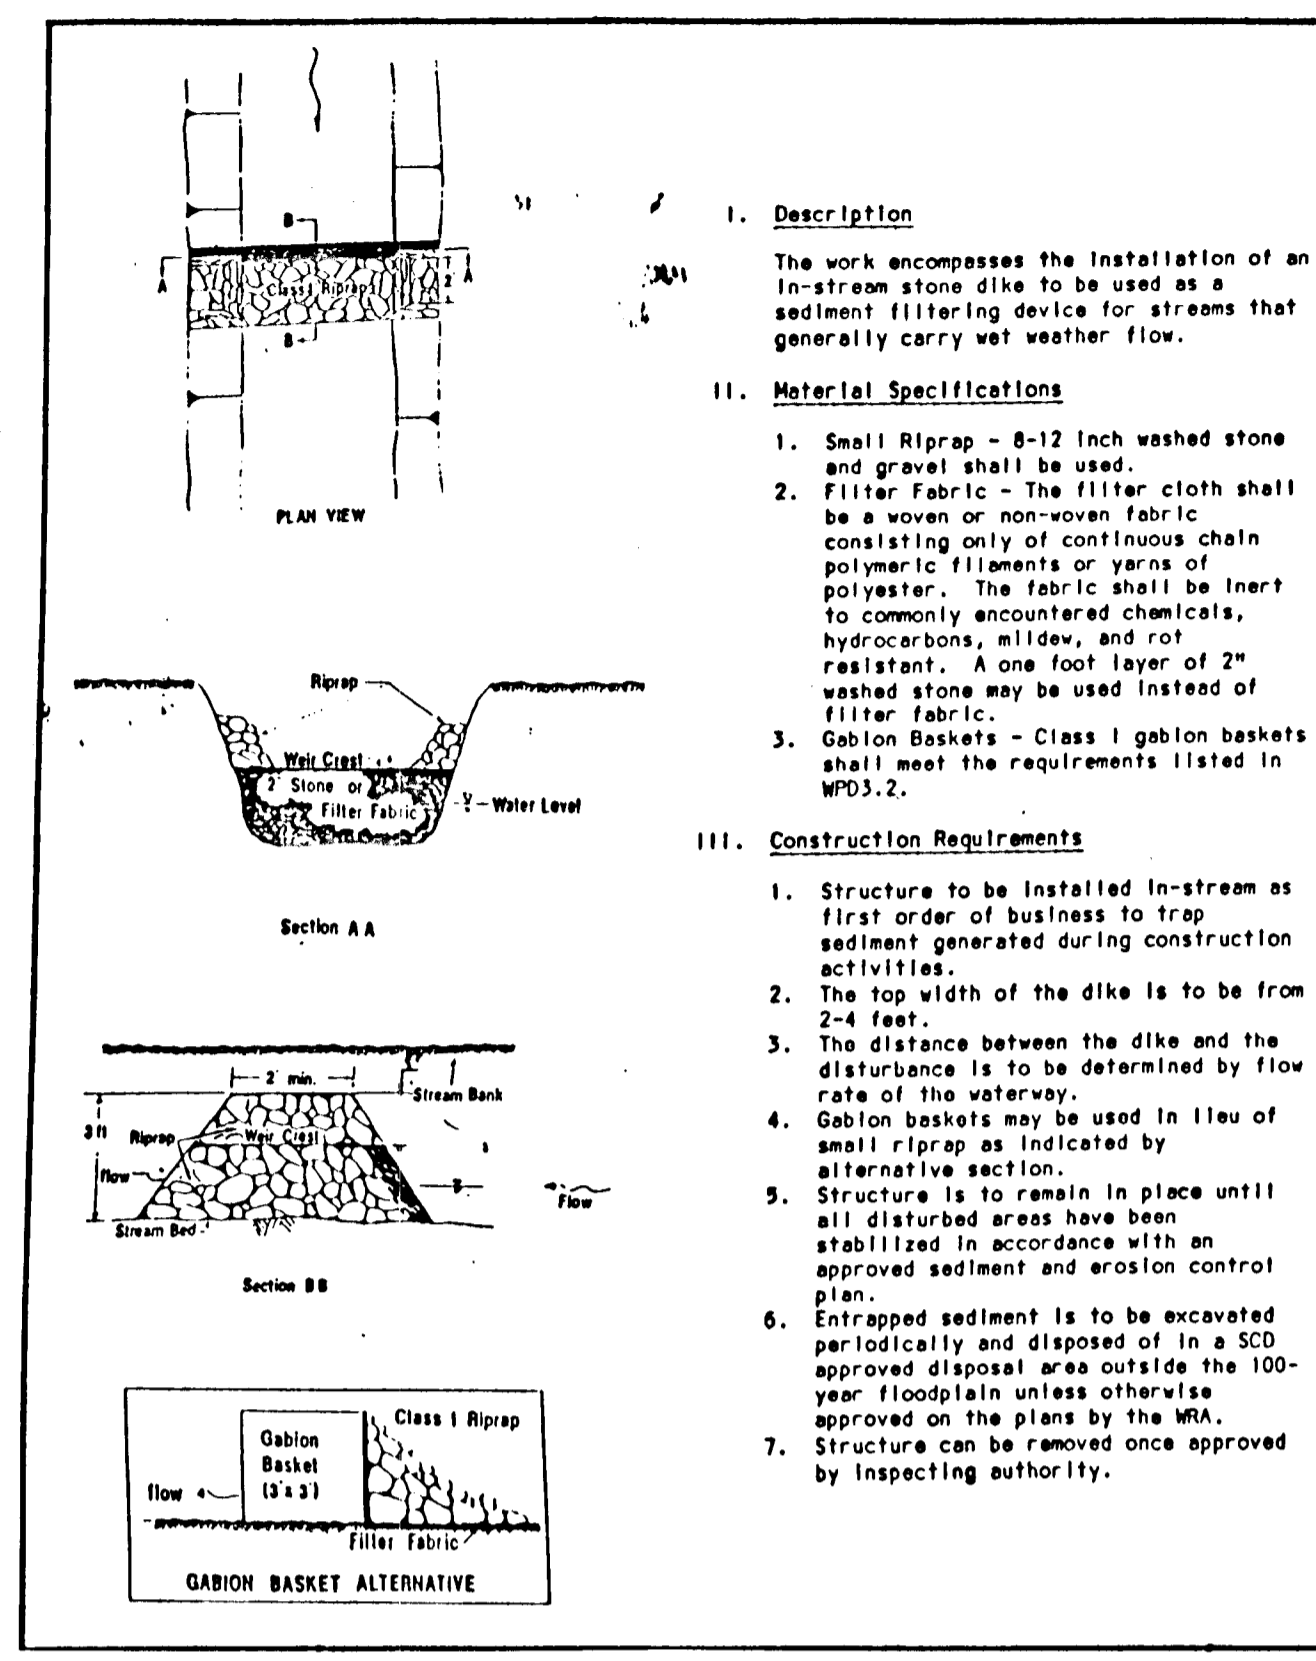 B
A
A
2'
Class I Riprap
B
PLAN VIEW
Riprap
Weir Crest
2" Stone or
Filter Fabric
Water Level
Section A A
2' min.
Stream Bank
3 ft
Riprap
Weir Crest
flow
Flow
Stream Bed
Section BB
Class I Riprap
Gabion
Basket
(3' x 3')
flow
Filter Fabric
GABION BASKET ALTERNATIVE
I. Description
The work encompasses the installation of an
in-stream stone dike to be used as a
sediment filtering device for streams that
generally carry wet weather flow.
II. Material Specifications
1. Small Riprap - 8-12 inch washed stone
and gravel shall be used.
2. Filter Fabric - The filter cloth shall
be a woven or non-woven fabric
consisting only of continuous chain
polymeric filaments or yarns of
polyester. The fabric shall be inert
to commonly encountered chemicals,
hydrocarbons, mildew, and rot
resistant. A one foot layer of 2"
washed stone may be used instead of
filter fabric.
3. Gabion Baskets - Class I gabion baskets
shall meet the requirements listed in
WPD3.2.
III. Construction Requirements
1. Structure to be installed in-stream as
first order of business to trap
sediment generated during construction
activities.
2. The top width of the dike is to be from
2-4 feet.
3. The distance between the dike and the
disturbance is to be determined by flow
rate of the waterway.
4. Gabion baskets may be used in lieu of
small riprap as indicated by
alternative section.
5. Structure is to remain in place until
all disturbed areas have been
stabilized in accordance with an
approved sediment and erosion control
plan.
6. Entrapped sediment is to be excavated
periodically and disposed of in a SCD
approved disposal area outside the 100-
year floodplain unless otherwise
approved on the plans by the WRA.
7. Structure can be removed once approved
by inspecting authority.